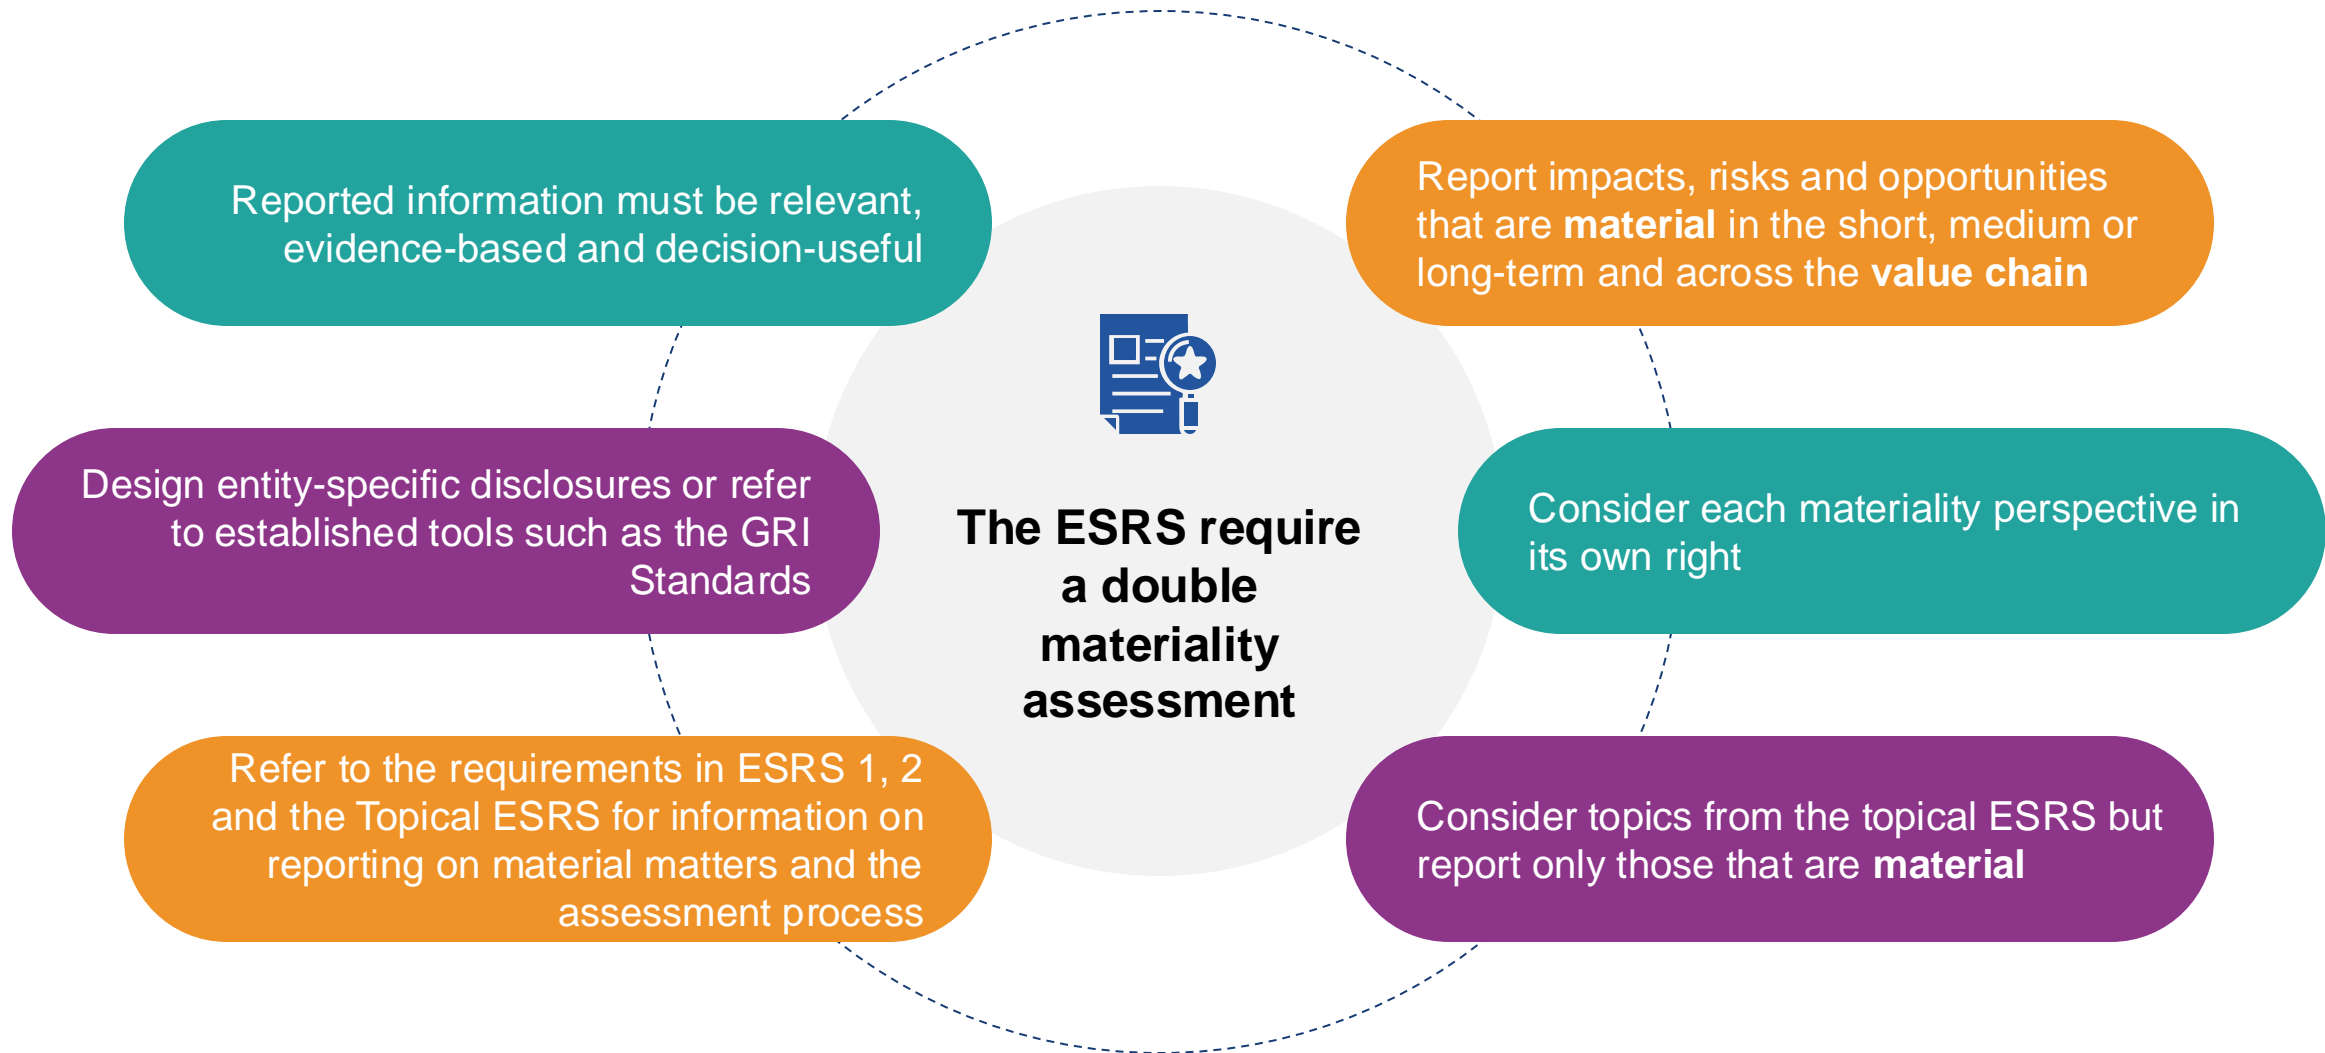 Reported information must be relevant,
evidence-based and decision-useful
Report impacts, risks and opportunities
that are material in the short, medium or
long-term and across the value chain
Design entity-specific disclosures or refer
to established tools such as the GRI
Standards
The ESRS require
a double
materiality
assessment
Consider each materiality perspective in
its own right
Refer to the requirements in ESRS 1, 2
and the Topical ESRS for information on
reporting on material matters and the
assessment process
Consider topics from the topical ESRS but
report only those that are material